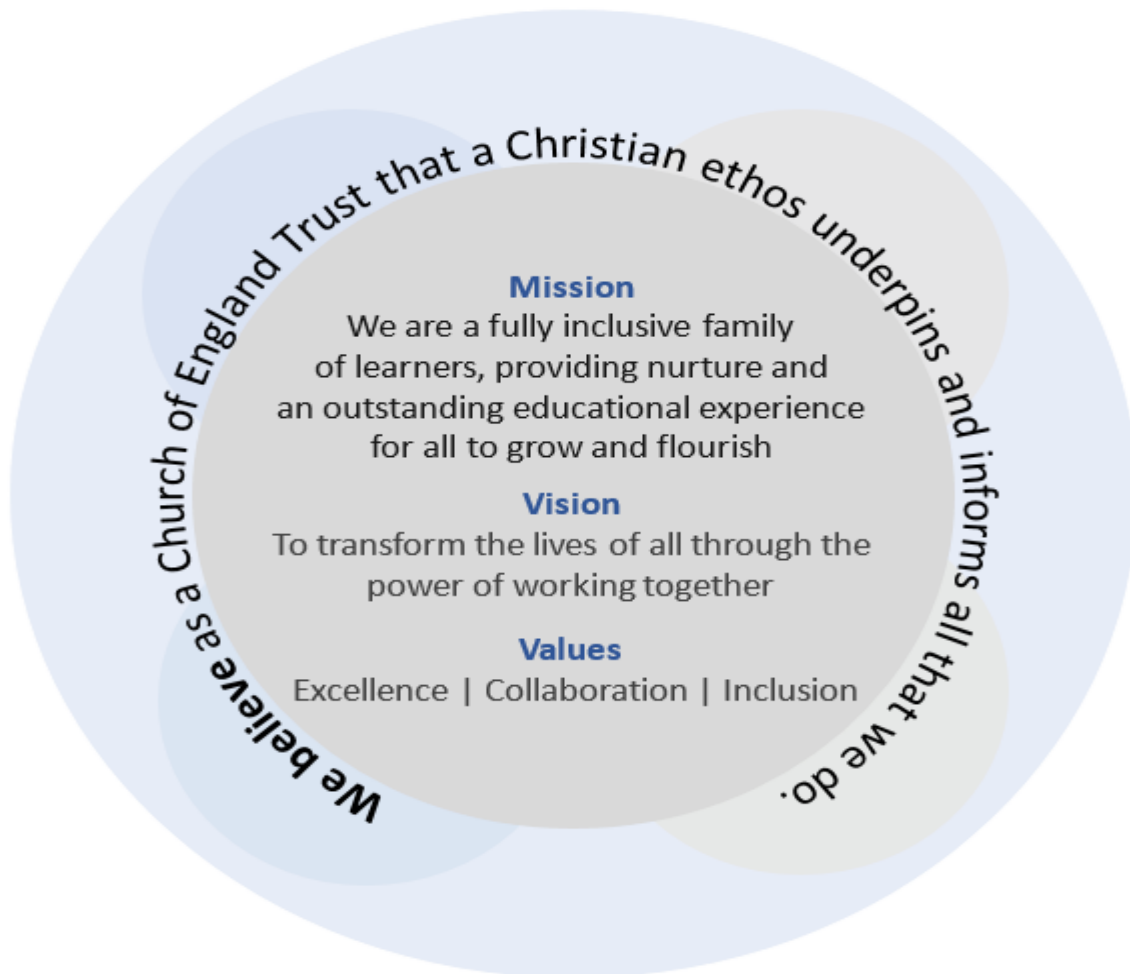 We believe as a Church of England Trust that a Christian ethos underpins and informs all that we do.
Mission
We are a fully inclusive family
of learners, providing nurture and
an outstanding educational experience
for all to grow and flourish
Vision
To transform the lives of all through the
power of working together
Values
Excellence | Collaboration | Inclusion